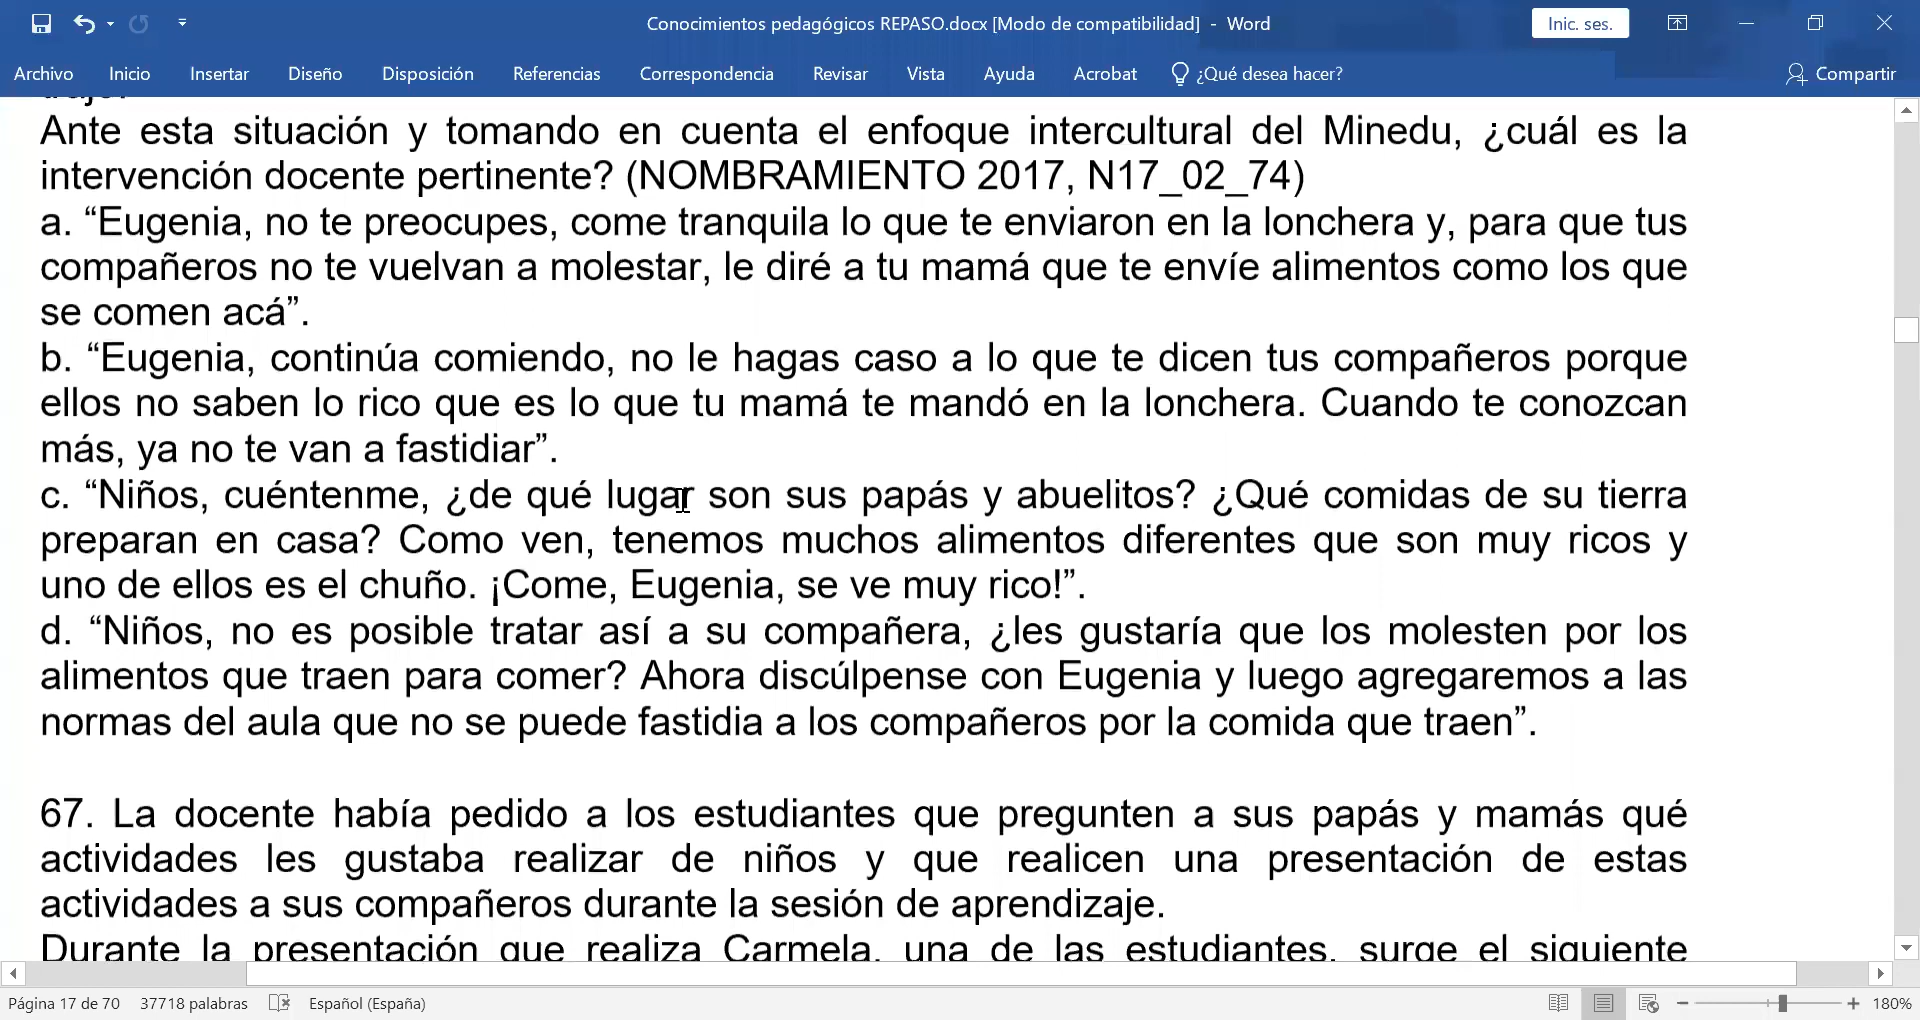 Conocimientos pedagógicos REPASO.docx [Modo de compatibilidad] - Word
Inic. ses.
Archivo Inicio Insertar Diseño Disposición Referencias Correspondencia Revisar Vista Ayuda Acrobat ¿Qué desea hacer? Compartir
Ante esta situación y tomando en cuenta el enfoque intercultural del Minedu, ¿cuál es la
intervención docente pertinente? (NOMBRAMIENTO 2017, N17_02_74)
a. “Eugenia, no te preocupes, come tranquila lo que te enviaron en la lonchera y, para que tus
compañeros no te vuelvan a molestar, le diré a tu mamá que te envíe alimentos como los que
se comen acá”.
b. “Eugenia, continúa comiendo, no le hagas caso a lo que te dicen tus compañeros porque
ellos no saben lo rico que es lo que tu mamá te mandó en la lonchera. Cuando te conozcan
más, ya no te van a fastidiar”.
c. “Niños, cuéntenme, ¿de qué lugar son sus papás y abuelitos? ¿Qué comidas de su tierra
preparan en casa? Como ven, tenemos muchos alimentos diferentes que son muy ricos y
uno de ellos es el chuño. ¡Come, Eugenia, se ve muy rico!”.
d. “Niños, no es posible tratar así a su compañera, ¿les gustaría que los molesten por los
alimentos que traen para comer? Ahora discúlpense con Eugenia y luego agregaremos a las
normas del aula que no se puede fastidia a los compañeros por la comida que traen”.
67. La docente había pedido a los estudiantes que pregunten a sus papás y mamás qué
actividades les gustaba realizar de niños y que realicen una presentación de estas
actividades a sus compañeros durante la sesión de aprendizaje.
Durante la presentación que realiza Carmela, una de las estudiantes, surge el siguiente
Página 17 de 70 37718 palabras Español (España) 180%